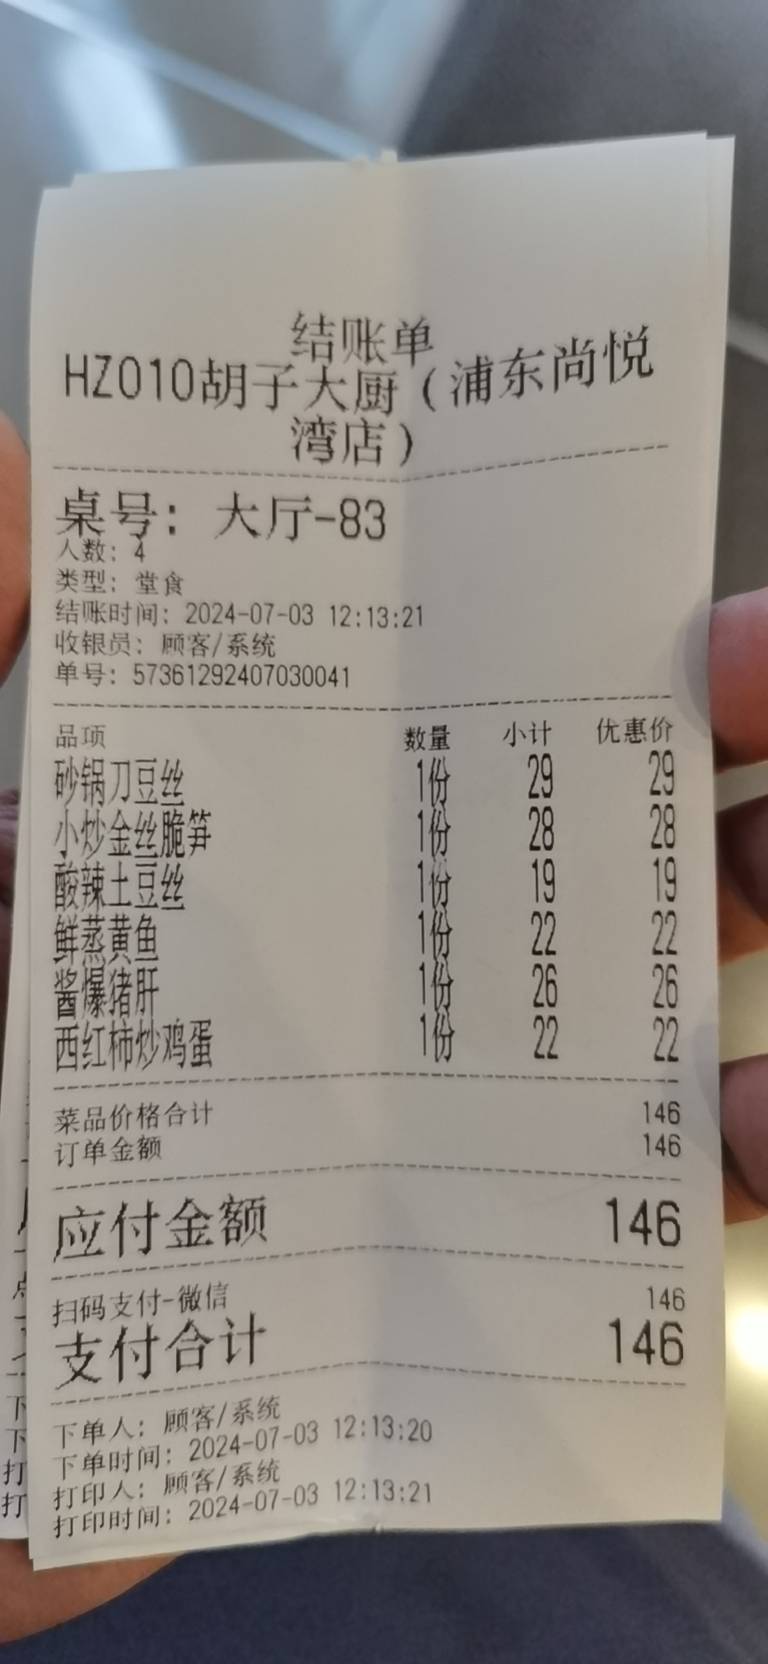 结账单
HZ010胡子大厨（浦东尚悦
湾店）
桌号：大厅-83
人数：4
类型：堂食
结账时间：2024-07-03 12:13:21
收银员：顾客/系统
单号：57361292407030041
品项 数量 小计 优惠价
砂锅刀豆丝 1份 29 29
小炒金丝脆笋 1份 28 28
酸辣土豆丝 1份 19 19
鲜蒸黄鱼 1份 22 22
酱爆猪肝 1份 26 26
西红柿炒鸡蛋 1份 22 22
菜品价格合计 146
订单金额 146
应付金额 146
扫码支付-微信 146
支付合计 146
下单人：顾客/系统
下单时间：2024-07-03 12:13:20
打印人：顾客/系统
打印时间：2024-07-03 12:13:21